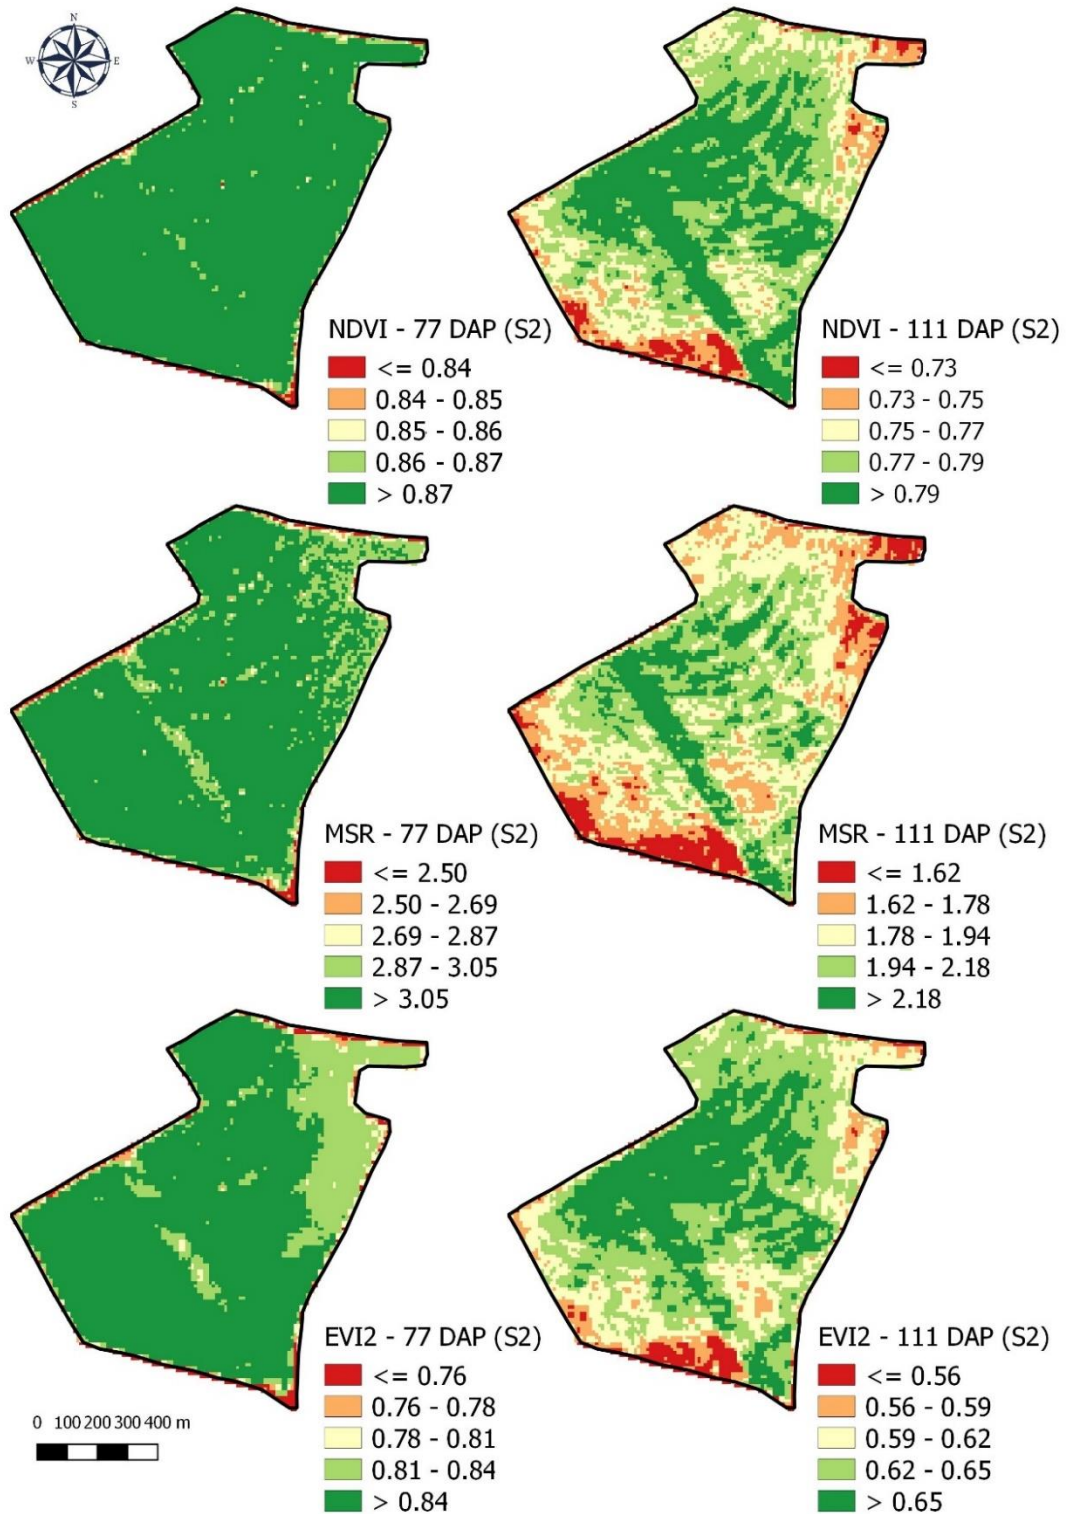 N
W E
S
NDVI - 77 DAP (S2)
<= 0.84
0.84 - 0.85
0.85 - 0.86
0.86 - 0.87
> 0.87
NDVI - 111 DAP (S2)
<= 0.73
0.73 - 0.75
0.75 - 0.77
0.77 - 0.79
> 0.79
MSR - 77 DAP (S2)
<= 2.50
2.50 - 2.69
2.69 - 2.87
2.87 - 3.05
> 3.05
MSR - 111 DAP (S2)
<= 1.62
1.62 - 1.78
1.78 - 1.94
1.94 - 2.18
> 2.18
EVI2 - 77 DAP (S2)
<= 0.76
0.76 - 0.78
0.78 - 0.81
0.81 - 0.84
> 0.84
EVI2 - 111 DAP (S2)
<= 0.56
0.56 - 0.59
0.59 - 0.62
0.62 - 0.65
> 0.65
0 100 200 300 400 m